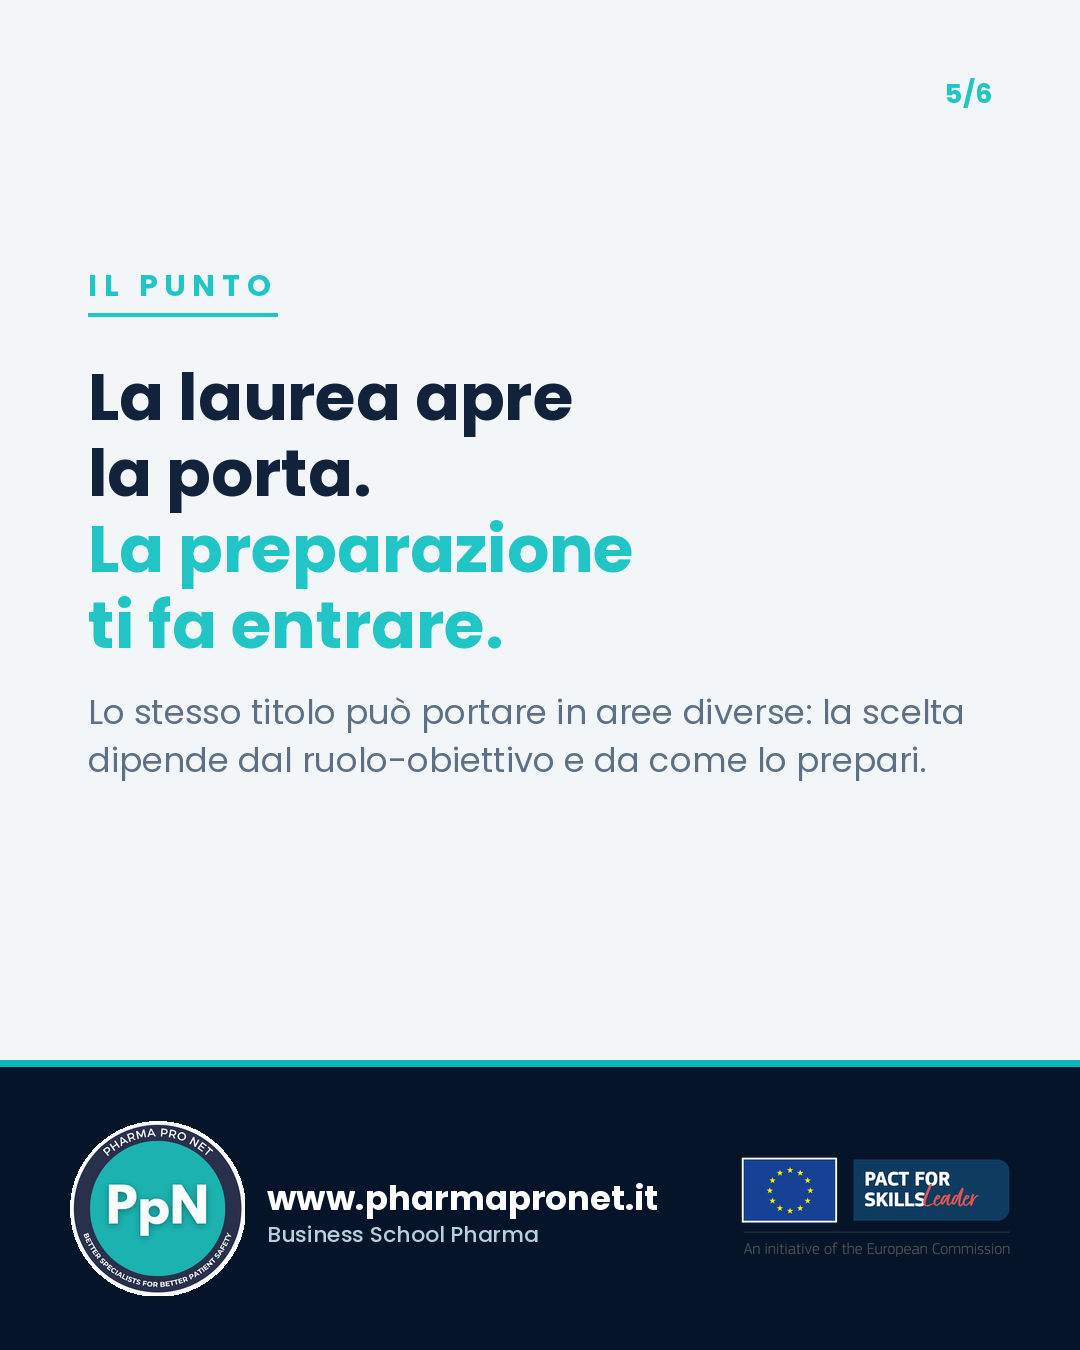 5/6
IL PUNTO
La laurea apre
la porta.
La preparazione
ti fa entrare.
Lo stesso titolo può portare in aree diverse: la scelta
dipende dal ruolo-obiettivo e da come lo prepari.
PHARMA PRO NET
PpN
BETTER SPECIALISTS FOR BETTER PATIENT SAFETY
www.pharmapronet.it
Business School Pharma
PACT FOR
SKILLS Leader
An initiative of the European Commission